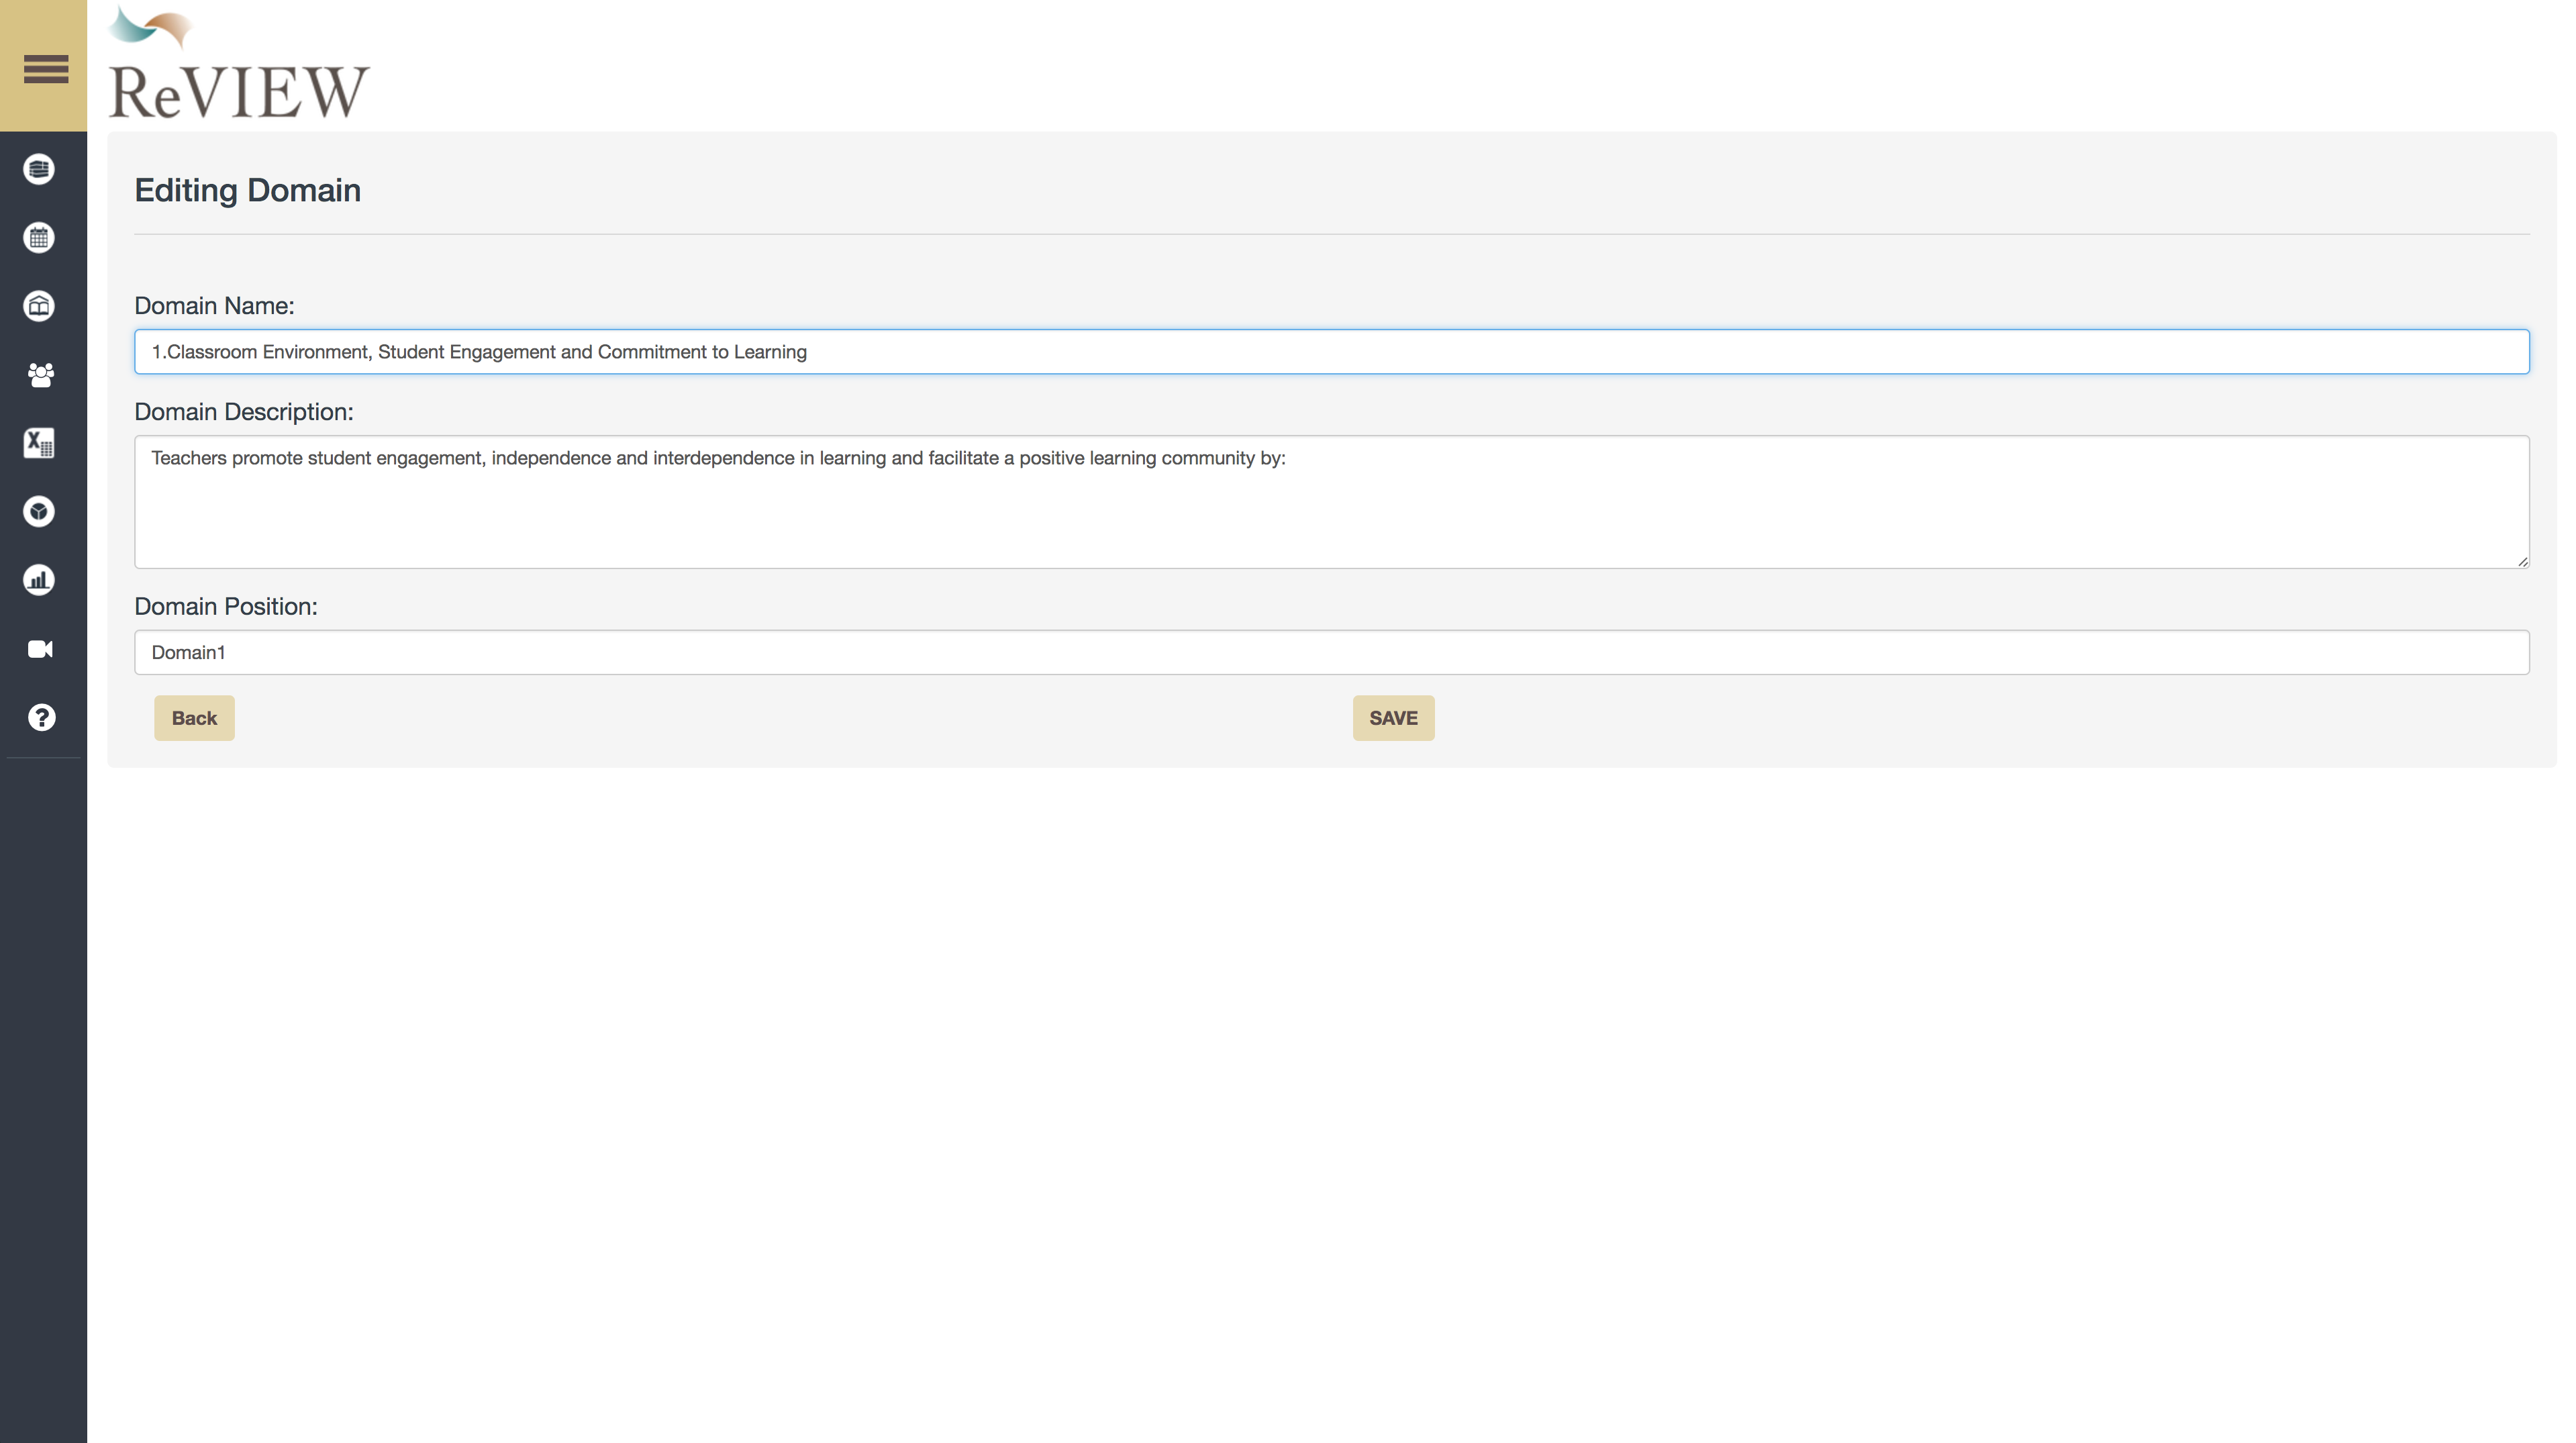 ReVIEW
Editing Domain
Domain Name:
1.Classroom Environment, Student Engagement and Commitment to Learning
Domain Description:
Teachers promote student engagement, independence and interdependence in learning and facilitate a positive learning community by:
Domain Position:
Domain1
Back
SAVE